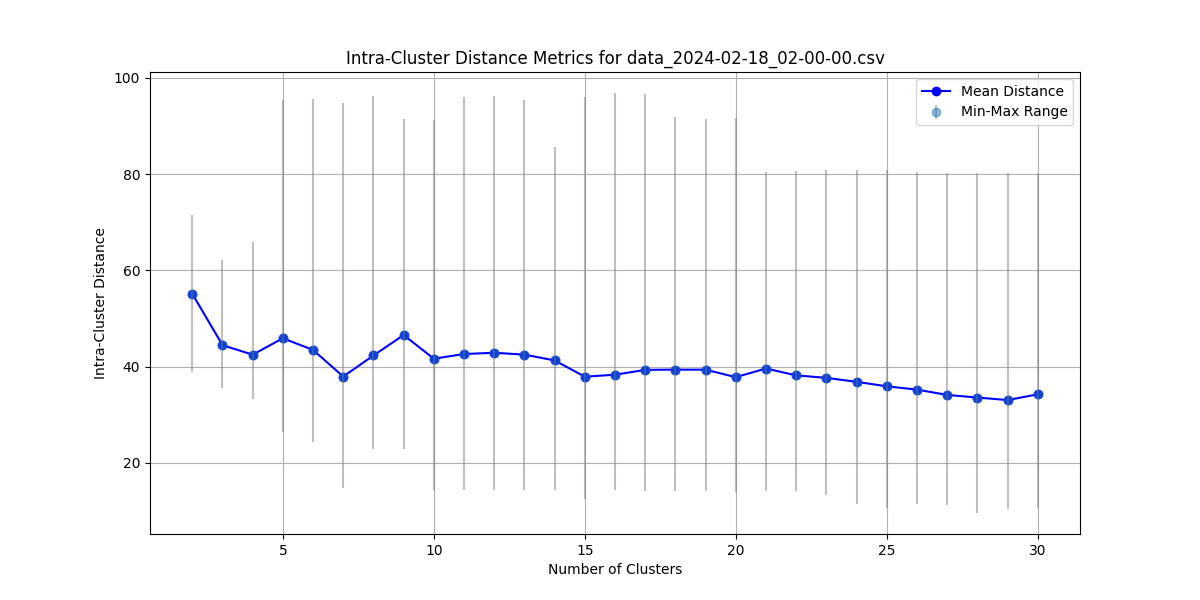 Intra-Cluster Distance Metrics for data_2024-02-18_02-00-00.csv
Mean Distance
Min-Max Range
Intra-Cluster Distance
100
80
60
40
20
5 10 15 20 25 30
Number of Clusters